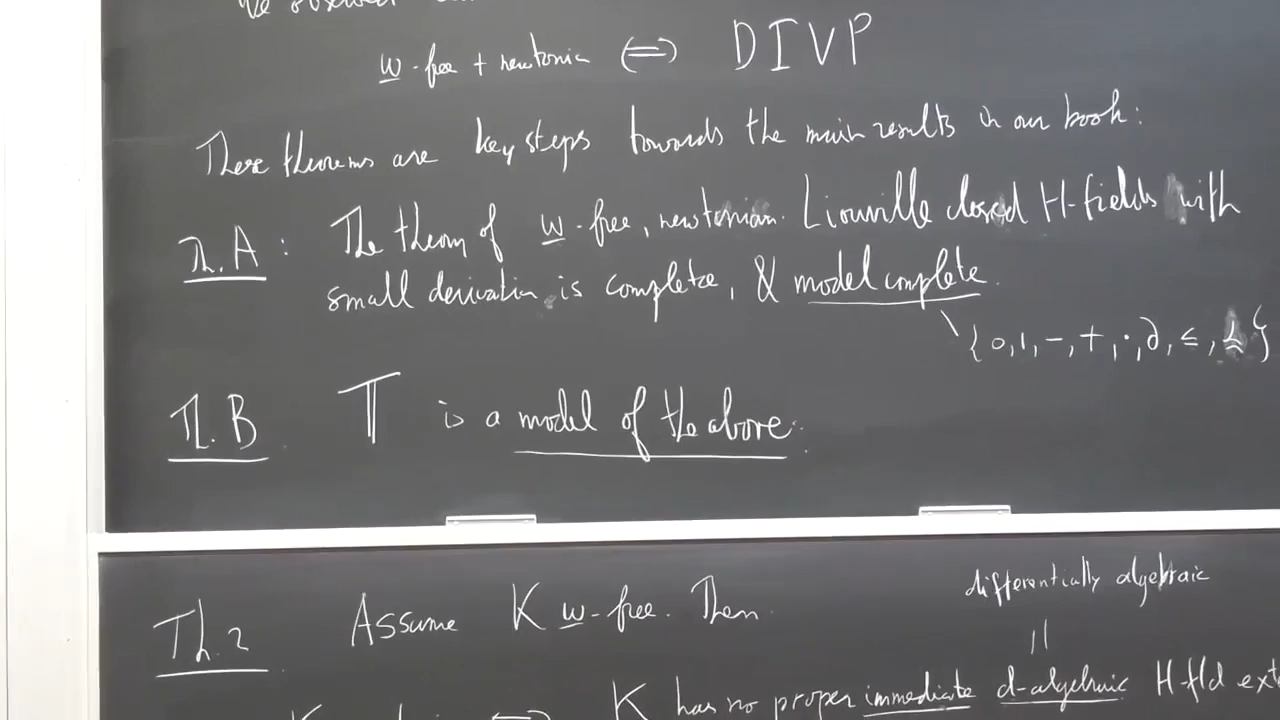 We observed
w-free + newtonian ⟺ DIVP
These theorems are key steps towards the main results in our book:
Th. A : The theory of w-free, newtonian Liouville closed H-fields with
small derivation is complete, & model complete.
{0, 1, −, +, ·, ∂, ≤, ≼}
Th. B 𝕋 is a model of the above.
differentially algebraic
Th. 2 Assume K w-free. Then
||
⟺ K has no proper immediate d-algebraic H-fld ext